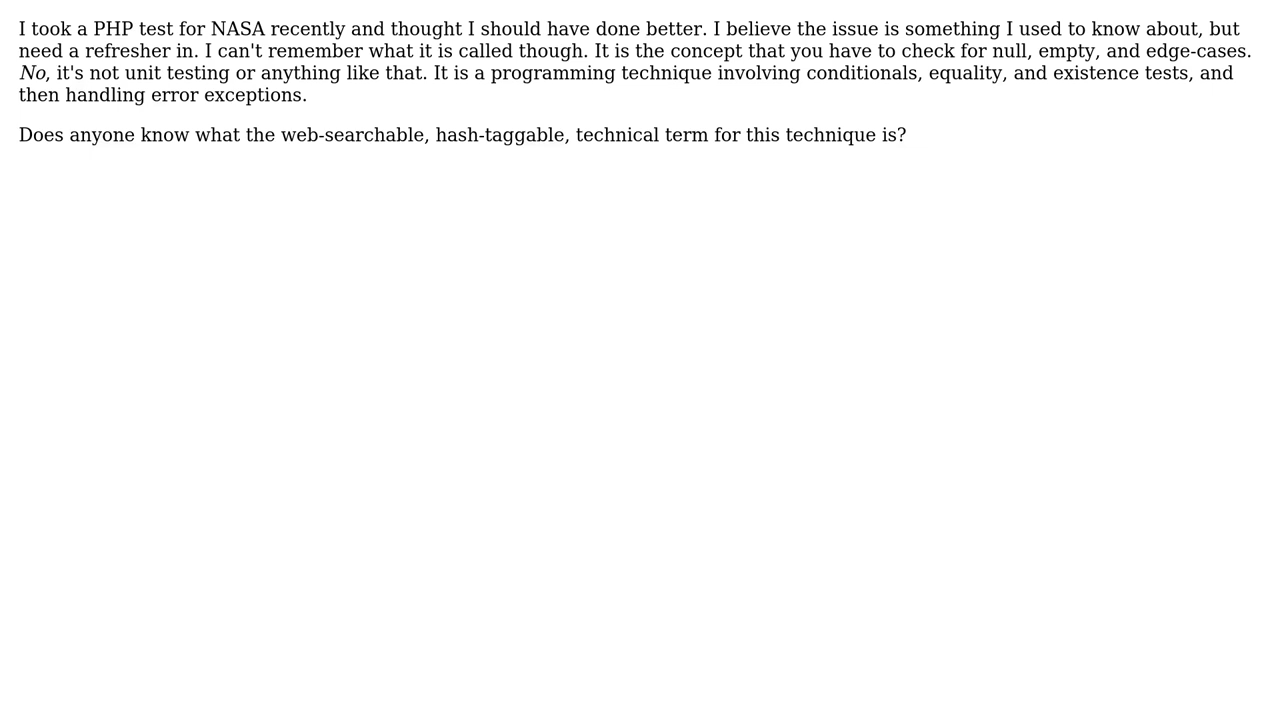 I took a PHP test for NASA recently and thought I should have done better. I believe the issue is something I used to know about, but
need a refresher in. I can't remember what it is called though. It is the concept that you have to check for null, empty, and edge-cases.
No, it's not unit testing or anything like that. It is a programming technique involving conditionals, equality, and existence tests, and
then handling error exceptions.
Does anyone know what the web-searchable, hash-taggable, technical term for this technique is?